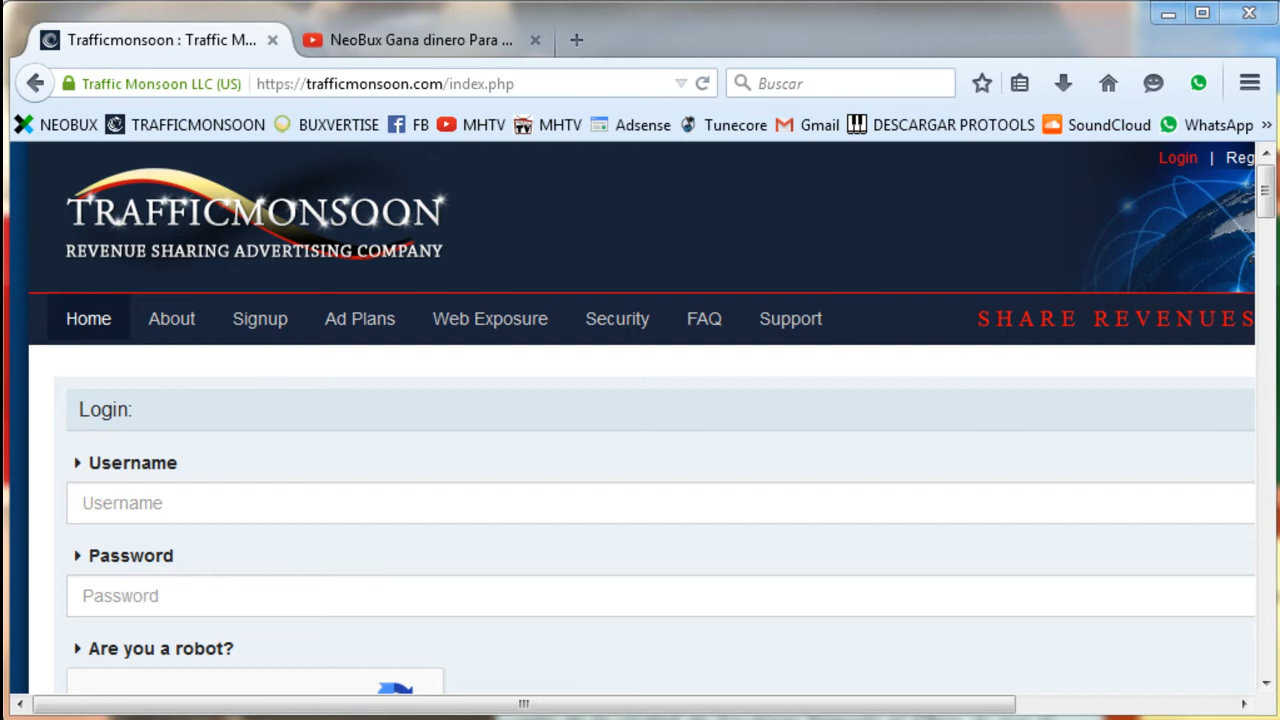 Trafficmonsoon : Traffic M...
NeoBux Gana dinero Para ...
Traffic Monsoon LLC (US) https://trafficmonsoon.com/index.php
Buscar
NEOBUX TRAFFICMONSOON BUXVERTISE FB MHTV MHTV Adsense Tunecore Gmail DESCARGAR PROTOOLS SoundCloud WhatsApp »
Login | Reg
TRAFFICMONSOON
REVENUE SHARING ADVERTISING COMPANY
Home About Signup Ad Plans Web Exposure Security FAQ Support SHARE REVENUES
Login:
Username
Username
Password
Password
Are you a robot?